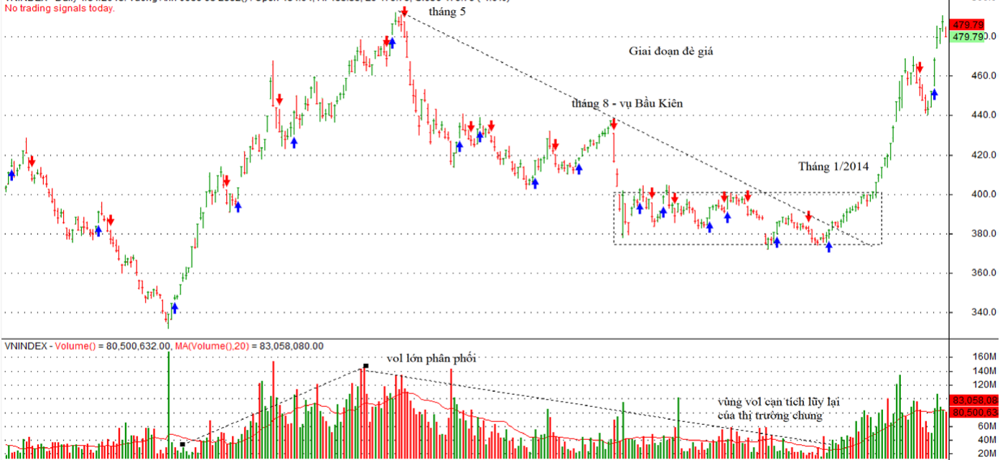 No trading signals today.
tháng 5
479.79
479.79
Giai đoạn đè giá
460.0
tháng 8 - vụ Bầu Kiên
440.0
420.0
Tháng 1/2014
400.0
380.0
360.0
340.0
VNINDEX - Volume() = 80,500,632.00, MA(Volume(),20) = 83,058,080.00
vol lớn phân phối
160M
140M
120M
vùng vol cạn tích lũy lại
của thị trường chung
83,058,08
80,500,63
60M
40M
20M